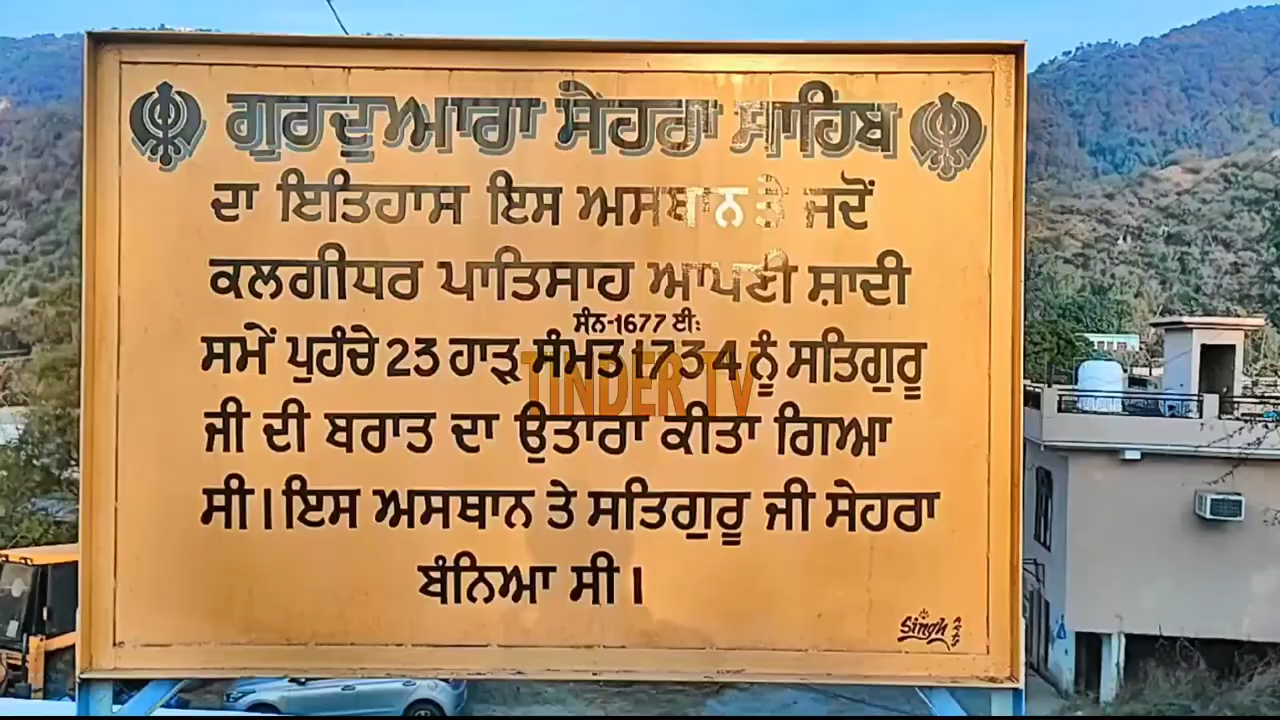 ਗੁਰਦੁਆਰਾ ਸੇਹਰਾ ਸਾਹਿਬ
ਦਾ ਇਤਿਹਾਸ ਇਸ ਅਸਥਾਨ ਤੇ ਜਦੋਂ
ਕਲਗੀਧਰ ਪਾਤਿਸਾਹ ਆਪਣੀ ਸ਼ਾਦੀ
ਸੰਨ-1677 ਈ:
ਸਮੇਂ ਪੁਹੰਚੇ 23 ਹਾੜ ਸੰਮਤ 1734 ਨੂੰ ਸਤਿਗੁਰੂ
TINDER TV
ਜੀ ਦੀ ਬਰਾਤ ਦਾ ਉਤਾਰਾ ਕੀਤਾ ਗਿਆ
ਸੀ। ਇਸ ਅਸਥਾਨ ਤੇ ਸਤਿਗੁਰੂ ਜੀ ਸੇਹਰਾ
ਬੰਨਿਆ ਸੀ।
Singh